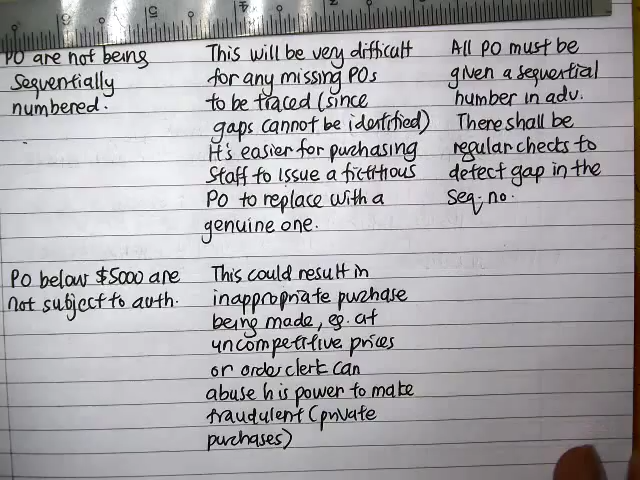 PO are not being
Sequentially
numbered.
This will be very difficult
for any missing POs
to be traced (since
gaps cannot be identified)
It's easier for purchasing
Staff to issue a fictitious
PO to replace with a
genuine one.
All PO must be
given a sequential
number in adv.
There shall be
regular checks to
detect gap in the
Seq. no.
PO below $5000 are
not subject to auth.
This could result in
inappropriate purchase
being made, eg. at
uncompetitive prices
or order clerk can
abuse his power to make
fraudulent (private
purchases)